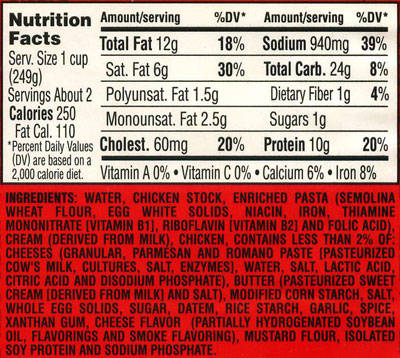 Nutrition Facts
Serv. Size 1 cup
(249g)
Servings About 2
Calories 250
Fat Cal. 110
*Percent Daily Values
(DV) are based on a
2,000 calorie diet.
Amount/serving %DV* Amount/serving %DV*
Total Fat 12g 18% Sodium 940mg 39%
Sat. Fat 6g 30% Total Carb. 24g 8%
Polyunsat. Fat 1.5g Dietary Fiber 1g 4%
Monounsat. Fat 2.5g Sugars 1g
Cholest. 60mg 20% Protein 10g 20%
Vitamin A 0% • Vitamin C 0% • Calcium 6% • Iron 8%
INGREDIENTS: WATER, CHICKEN STOCK, ENRICHED PASTA (SEMOLINA
WHEAT FLOUR, EGG WHITE SOLIDS, NIACIN, IRON, THIAMINE
MONONITRATE [VITAMIN B1], RIBOFLAVIN [VITAMIN B2] AND FOLIC ACID),
CREAM (DERIVED FROM MILK), CHICKEN, CONTAINS LESS THAN 2% OF:
CHEESES (GRANULAR, PARMESAN AND ROMANO PASTE [PASTEURIZED
COW'S MILK, CULTURES, SALT, ENZYMES], WATER, SALT, LACTIC ACID,
CITRIC ACID AND DISODIUM PHOSPHATE), BUTTER (PASTEURIZED SWEET
CREAM [DERIVED FROM MILK] AND SALT), MODIFIED CORN STARCH, SALT,
WHOLE EGG SOLIDS, SUGAR, DATEM, RICE STARCH, GARLIC, SPICE,
XANTHAN GUM, CHEESE FLAVOR (PARTIALLY HYDROGENATED SOYBEAN
OIL, FLAVORINGS AND SMOKE FLAVORING), MUSTARD FLOUR, ISOLATED
SOY PROTEIN AND SODIUM PHOSPHATE.